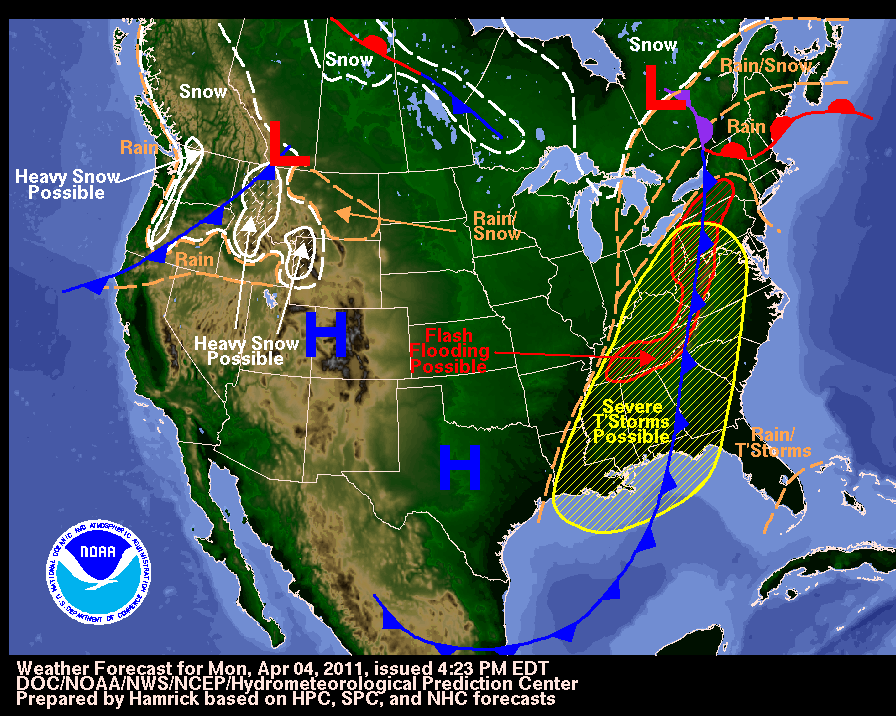 Snow
Snow
Rain/Snow
Snow
L
Rain
L
Rain
Heavy Snow
Possible
Rain/
Snow
Rain
H
Heavy Snow
Possible
Flash
Flooding
Possible
Severe
T'Storms
Possible
Rain/
T'Storms
H
NATIONAL OCEANIC AND ATMOSPHERIC ADMINISTRATION
NOAA
U.S. DEPARTMENT OF COMMERCE
Weather Forecast for Mon, Apr 04, 2011, issued 4:23 PM EDT
DOC/NOAA/NWS/NCEP/Hydrometeorological Prediction Center
Prepared by Hamrick based on HPC, SPC, and NHC forecasts